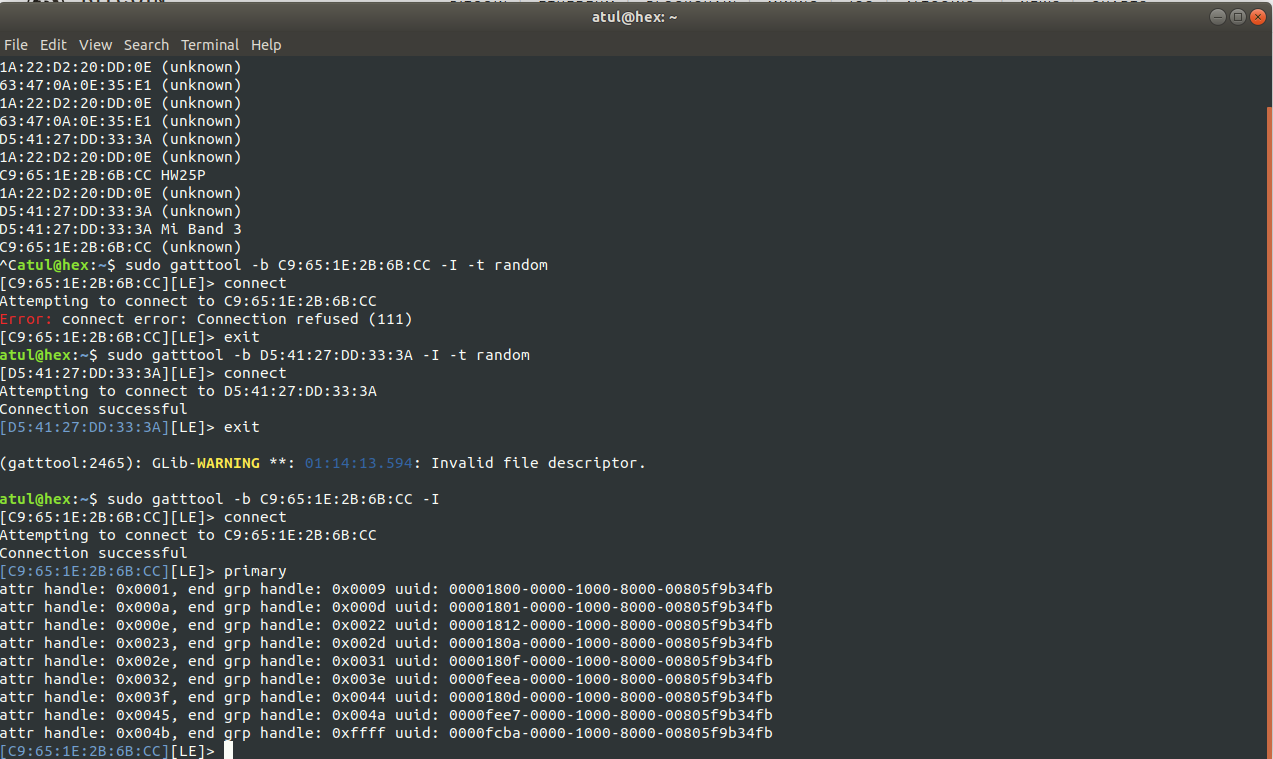 atul@hex: ~
File Edit View Search Terminal Help
1A:22:D2:20:DD:0E (unknown)
63:47:0A:0E:35:E1 (unknown)
1A:22:D2:20:DD:0E (unknown)
63:47:0A:0E:35:E1 (unknown)
D5:41:27:DD:33:3A (unknown)
1A:22:D2:20:DD:0E (unknown)
C9:65:1E:2B:6B:CC HW25P
1A:22:D2:20:DD:0E (unknown)
D5:41:27:DD:33:3A (unknown)
D5:41:27:DD:33:3A Mi Band 3
C9:65:1E:2B:6B:CC (unknown)
^Catul@hex:~$ sudo gatttool -b C9:65:1E:2B:6B:CC -I -t random
[C9:65:1E:2B:6B:CC][LE]> connect
Attempting to connect to C9:65:1E:2B:6B:CC
Error: connect error: Connection refused (111)
[C9:65:1E:2B:6B:CC][LE]> exit
atul@hex:~$ sudo gatttool -b D5:41:27:DD:33:3A -I -t random
[D5:41:27:DD:33:3A][LE]> connect
Attempting to connect to D5:41:27:DD:33:3A
Connection successful
[D5:41:27:DD:33:3A][LE]> exit
(gatttool:2465): GLib-WARNING **: 01:14:13.594: Invalid file descriptor.
atul@hex:~$ sudo gatttool -b C9:65:1E:2B:6B:CC -I
[C9:65:1E:2B:6B:CC][LE]> connect
Attempting to connect to C9:65:1E:2B:6B:CC
Connection successful
[C9:65:1E:2B:6B:CC][LE]> primary
attr handle: 0x0001, end grp handle: 0x0009 uuid: 00001800-0000-1000-8000-00805f9b34fb
attr handle: 0x000a, end grp handle: 0x000d uuid: 00001801-0000-1000-8000-00805f9b34fb
attr handle: 0x000e, end grp handle: 0x0022 uuid: 00001812-0000-1000-8000-00805f9b34fb
attr handle: 0x0023, end grp handle: 0x002d uuid: 0000180a-0000-1000-8000-00805f9b34fb
attr handle: 0x002e, end grp handle: 0x0031 uuid: 0000180f-0000-1000-8000-00805f9b34fb
attr handle: 0x0032, end grp handle: 0x003e uuid: 0000feea-0000-1000-8000-00805f9b34fb
attr handle: 0x003f, end grp handle: 0x0044 uuid: 0000180d-0000-1000-8000-00805f9b34fb
attr handle: 0x0045, end grp handle: 0x004a uuid: 0000fee7-0000-1000-8000-00805f9b34fb
attr handle: 0x004b, end grp handle: 0xffff uuid: 0000fcba-0000-1000-8000-00805f9b34fb
[C9:65:1E:2B:6B:CC][LE]>